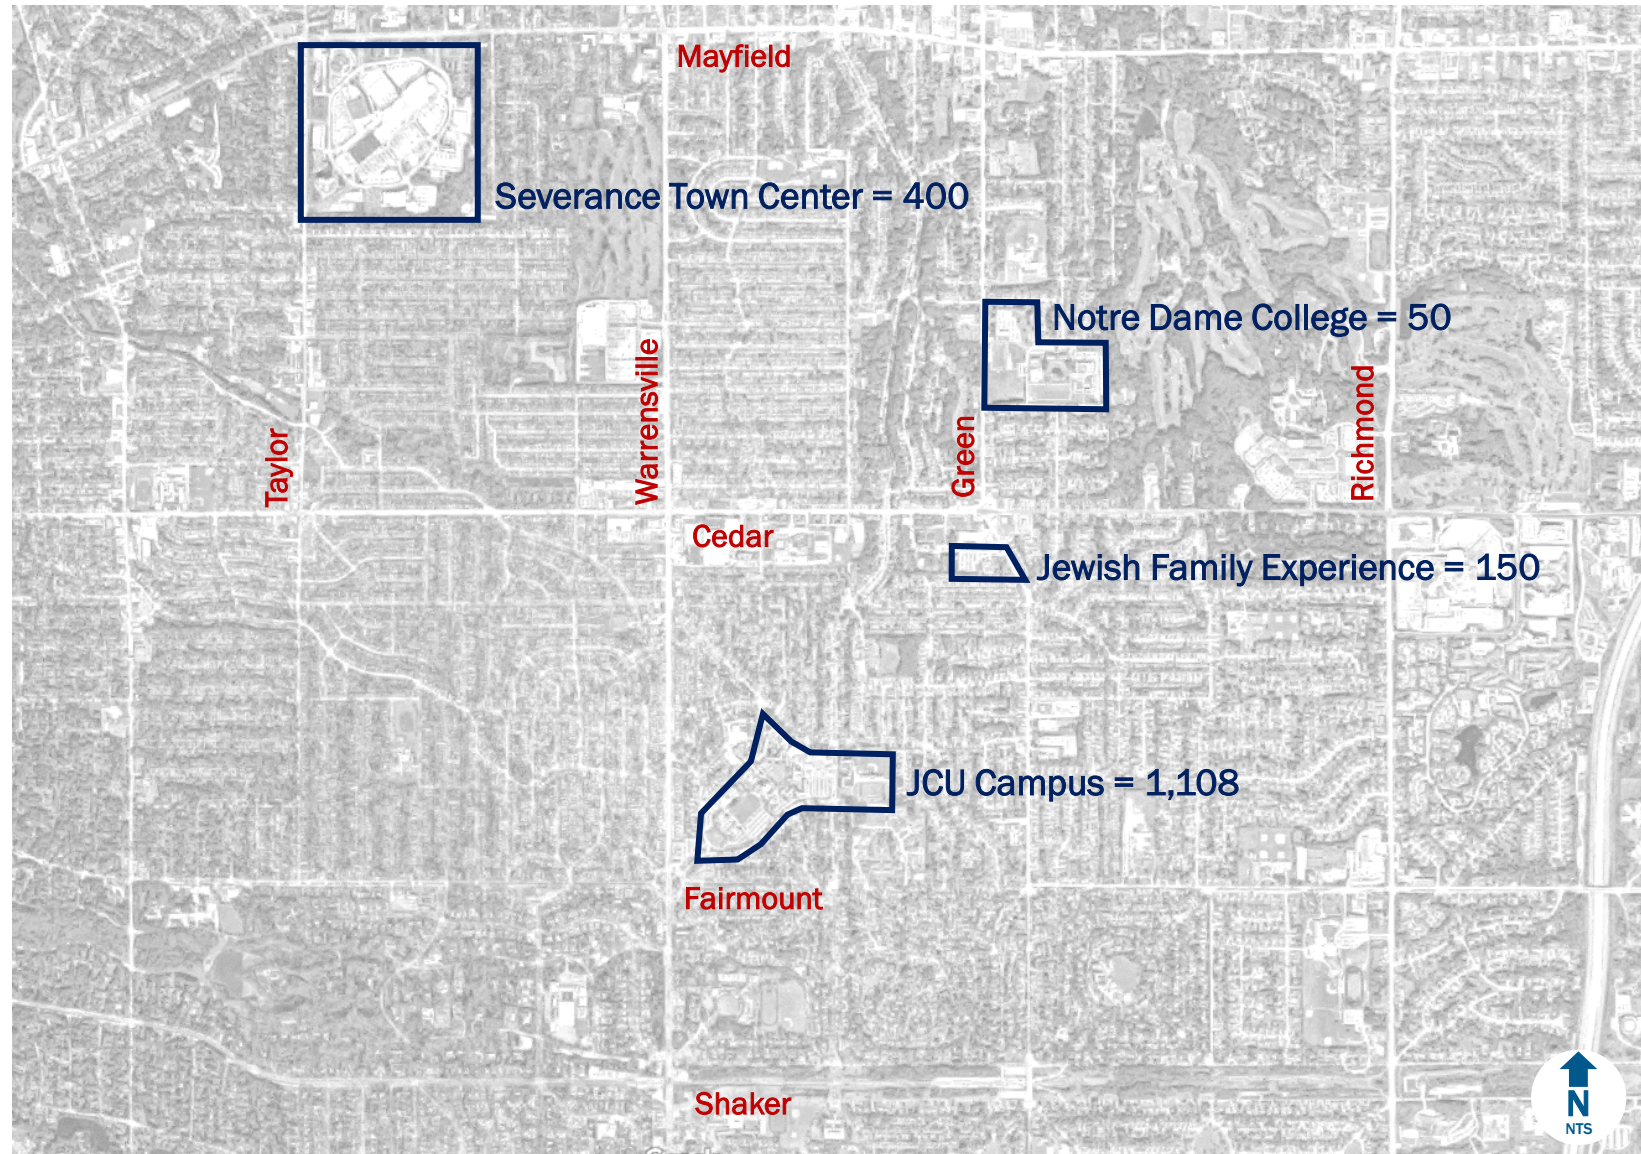 Mayfield
Severance Town Center = 400
Notre Dame College = 50
Warrensville
Richmond
Green
Taylor
Cedar
Jewish Family Experience = 150
JCU Campus = 1,108
Fairmount
Shaker
N
NTS